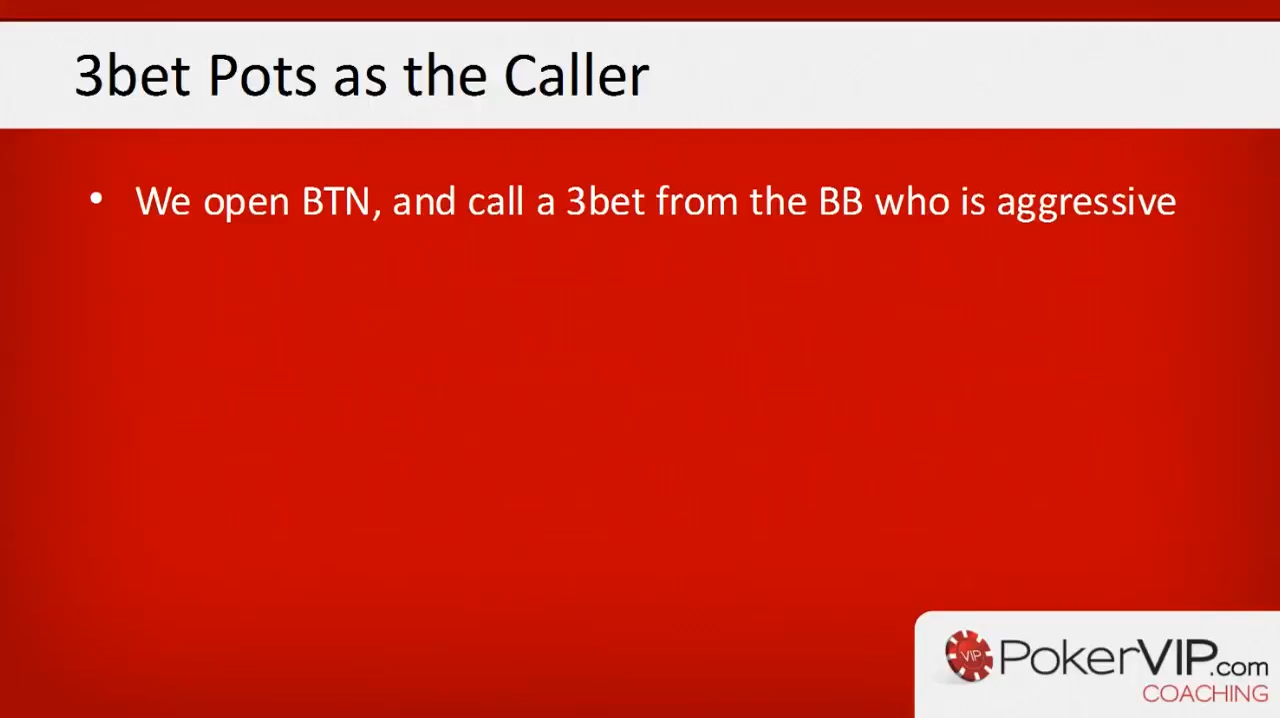 3bet Pots as the Caller
• We open BTN, and call a 3bet from the BB who is aggressive
VIP PokerVIP.com
COACHING